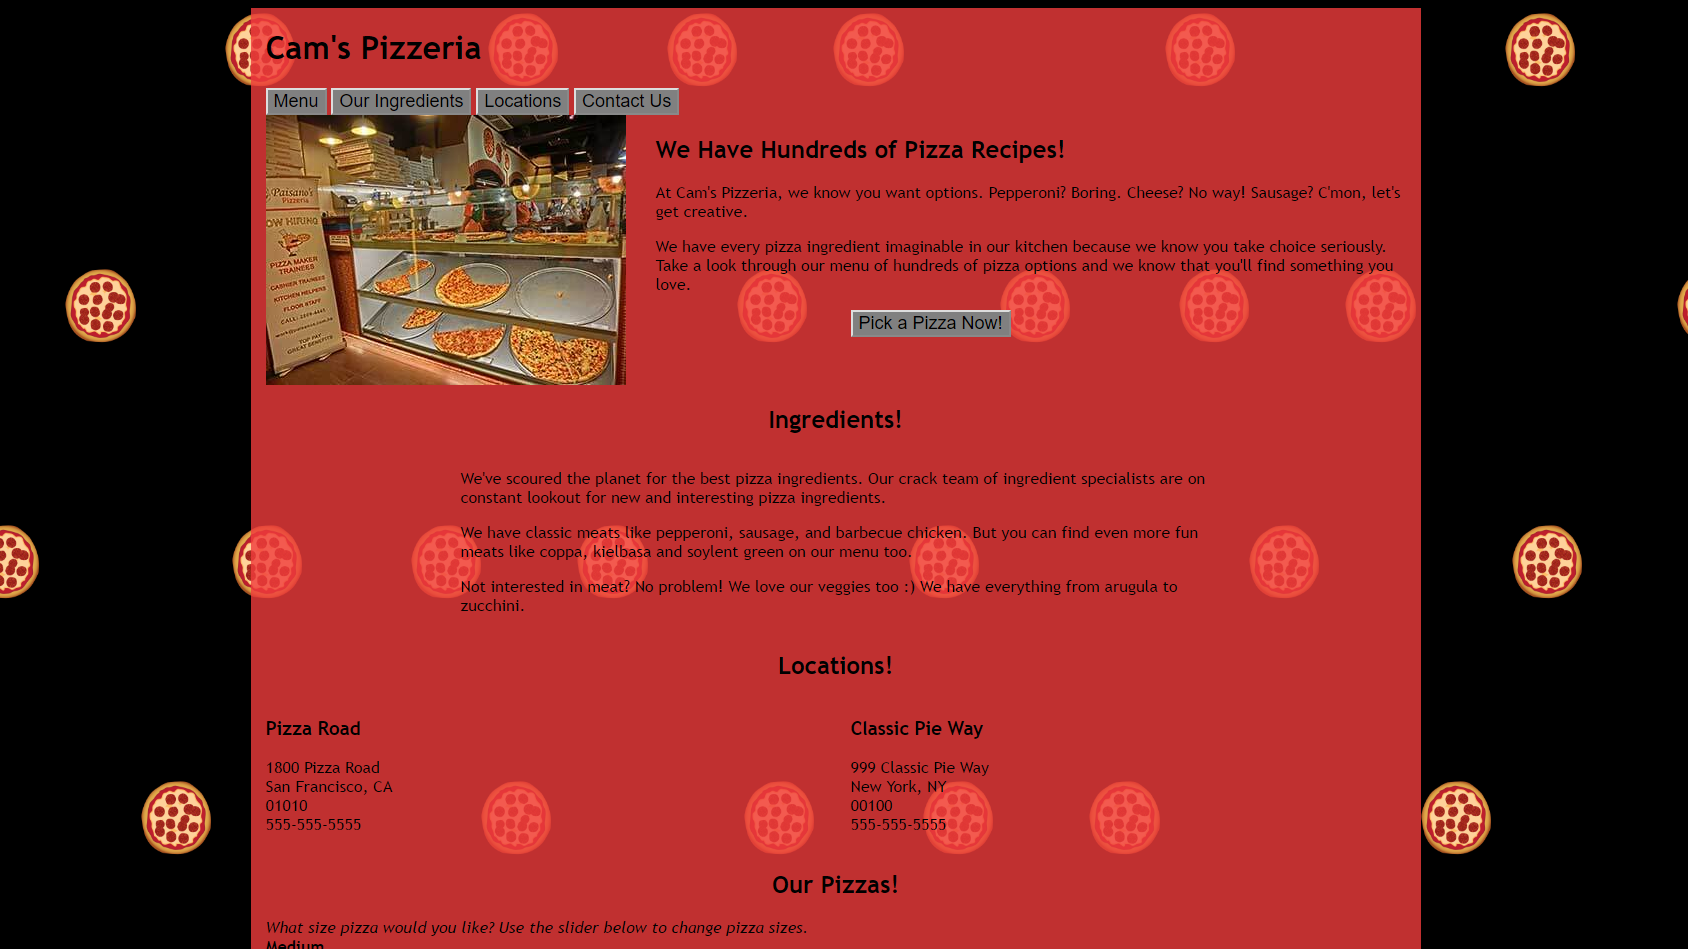 Cam's Pizzeria
Menu
Our Ingredients
Locations
Contact Us
Paisano's
Pizzeria
OW HIRING
PIZZA MAKER
TRAINEES
CASHIER TRAINEES
KITCHEN HELPERS
FLOOR STAFF
TOP PAY
GREAT BENEFITS
We Have Hundreds of Pizza Recipes!
At Cam's Pizzeria, we know you want options. Pepperoni? Boring. Cheese? No way! Sausage? C'mon, let's
get creative.
We have every pizza ingredient imaginable in our kitchen because we know you take choice seriously.
Take a look through our menu of hundreds of pizza options and we know that you'll find something you
love.
Pick a Pizza Now!
Ingredients!
We've scoured the planet for the best pizza ingredients. Our crack team of ingredient specialists are on
constant lookout for new and interesting pizza ingredients.
We have classic meats like pepperoni, sausage, and barbecue chicken. But you can find even more fun
meats like coppa, kielbasa and soylent green on our menu too.
Not interested in meat? No problem! We love our veggies too :) We have everything from arugula to
zucchini.
Locations!
Pizza Road
1800 Pizza Road
San Francisco, CA
01010
555-555-5555
Classic Pie Way
999 Classic Pie Way
New York, NY
00100
555-555-5555
Our Pizzas!
What size pizza would you like? Use the slider below to change pizza sizes.
Medium